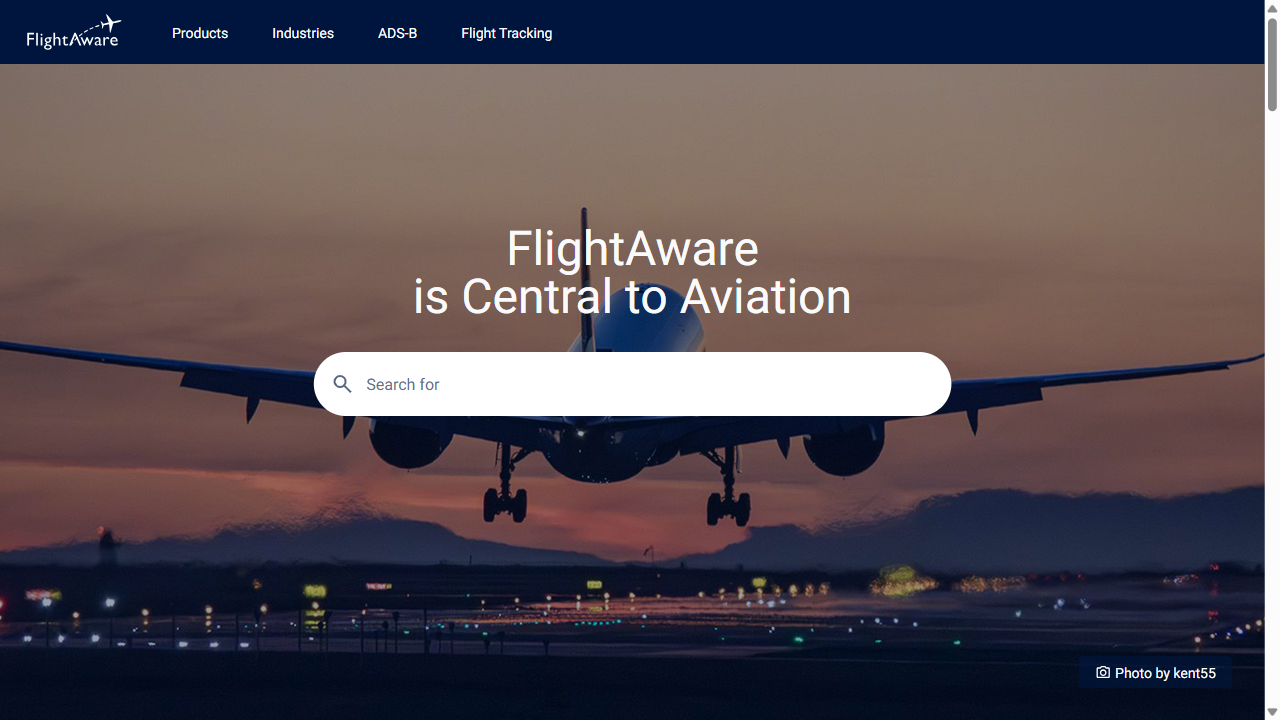 FlightAware
Products
Industries
ADS-B
Flight Tracking
FlightAware
is Central to Aviation
Search for
Photo by kent55